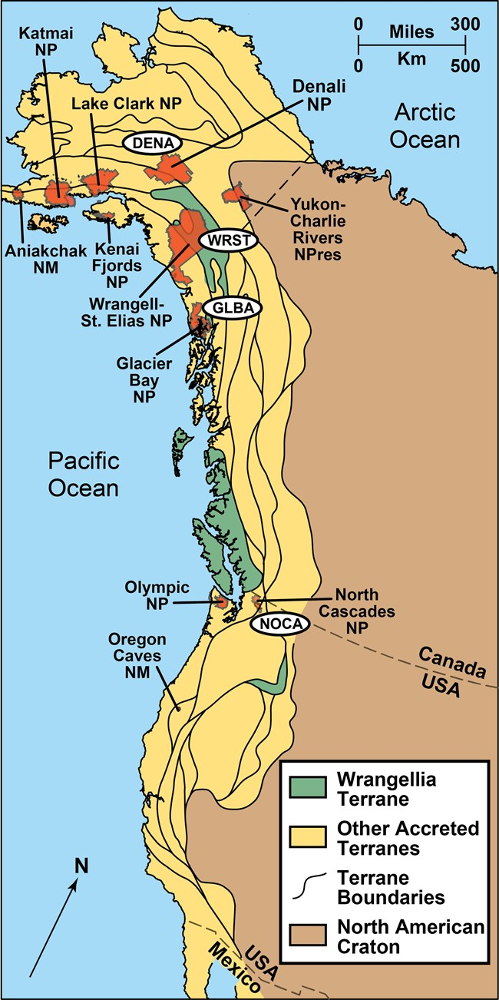 Katmai
NP
0
300
Miles
Km
500
Lake Clark NP
Denali
NP
Arctic
Ocean
DENA
Yukon-
Charlie
Rivers
NPres
Aniakchak
NM
Kenai
Fjords
NP
WRST
Wrangell-
St. Elias NP
GLBA
Glacier
Bay
NP
Pacific
Ocean
Olympic
NP
North
Cascades
NP
NOCA
Oregon
Caves
NM
Canada
USA
Wrangellia
Terrane
Other Accreted
Terranes
Terrane
Boundaries
North American
Craton
N
USA
Mexico